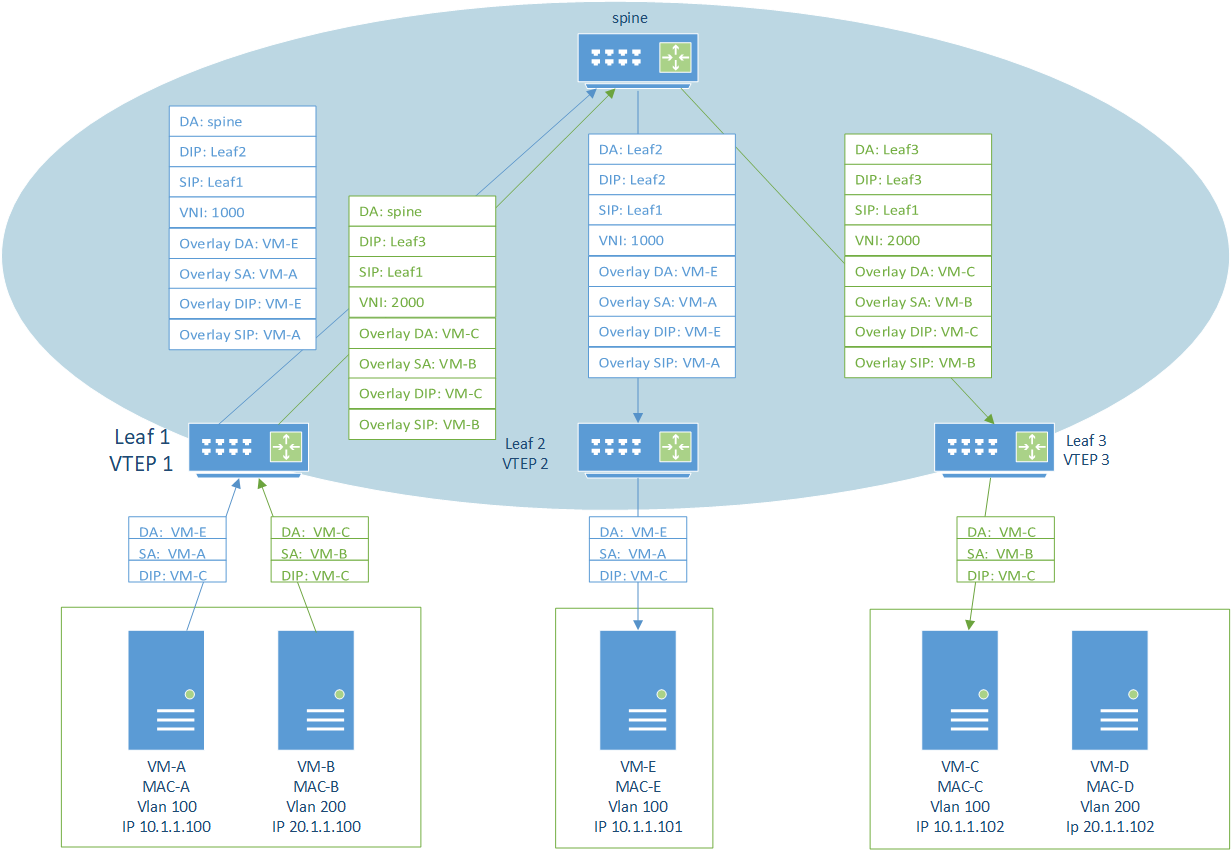 spine
DA: spine
DIP: Leaf2
SIP: Leaf1
VNI: 1000
Overlay DA: VM-E
Overlay SA: VM-A
Overlay DIP: VM-E
Overlay SIP: VM-A
DA: spine
DIP: Leaf3
SIP: Leaf1
VNI: 2000
Overlay DA: VM-C
Overlay SA: VM-B
Overlay DIP: VM-C
Overlay SIP: VM-B
DA: Leaf2
DIP: Leaf2
SIP: Leaf1
VNI: 1000
Overlay DA: VM-E
Overlay SA: VM-A
Overlay DIP: VM-E
Overlay SIP: VM-A
DA: Leaf3
DIP: Leaf3
SIP: Leaf1
VNI: 2000
Overlay DA: VM-C
Overlay SA: VM-B
Overlay DIP: VM-C
Overlay SIP: VM-B
Leaf 1
VTEP 1
Leaf 2
VTEP 2
Leaf 3
VTEP 3
DA: VM-E
SA: VM-A
DIP: VM-C
DA: VM-C
SA: VM-B
DIP: VM-C
DA: VM-E
SA: VM-A
DIP: VM-C
DA: VM-C
SA: VM-B
DIP: VM-C
VM-A
MAC-A
Vlan 100
IP 10.1.1.100
VM-B
MAC-B
Vlan 200
IP 20.1.1.100
VM-E
MAC-E
Vlan 100
IP 10.1.1.101
VM-C
MAC-C
Vlan 100
IP 10.1.1.102
VM-D
MAC-D
Vlan 200
Ip 20.1.1.102